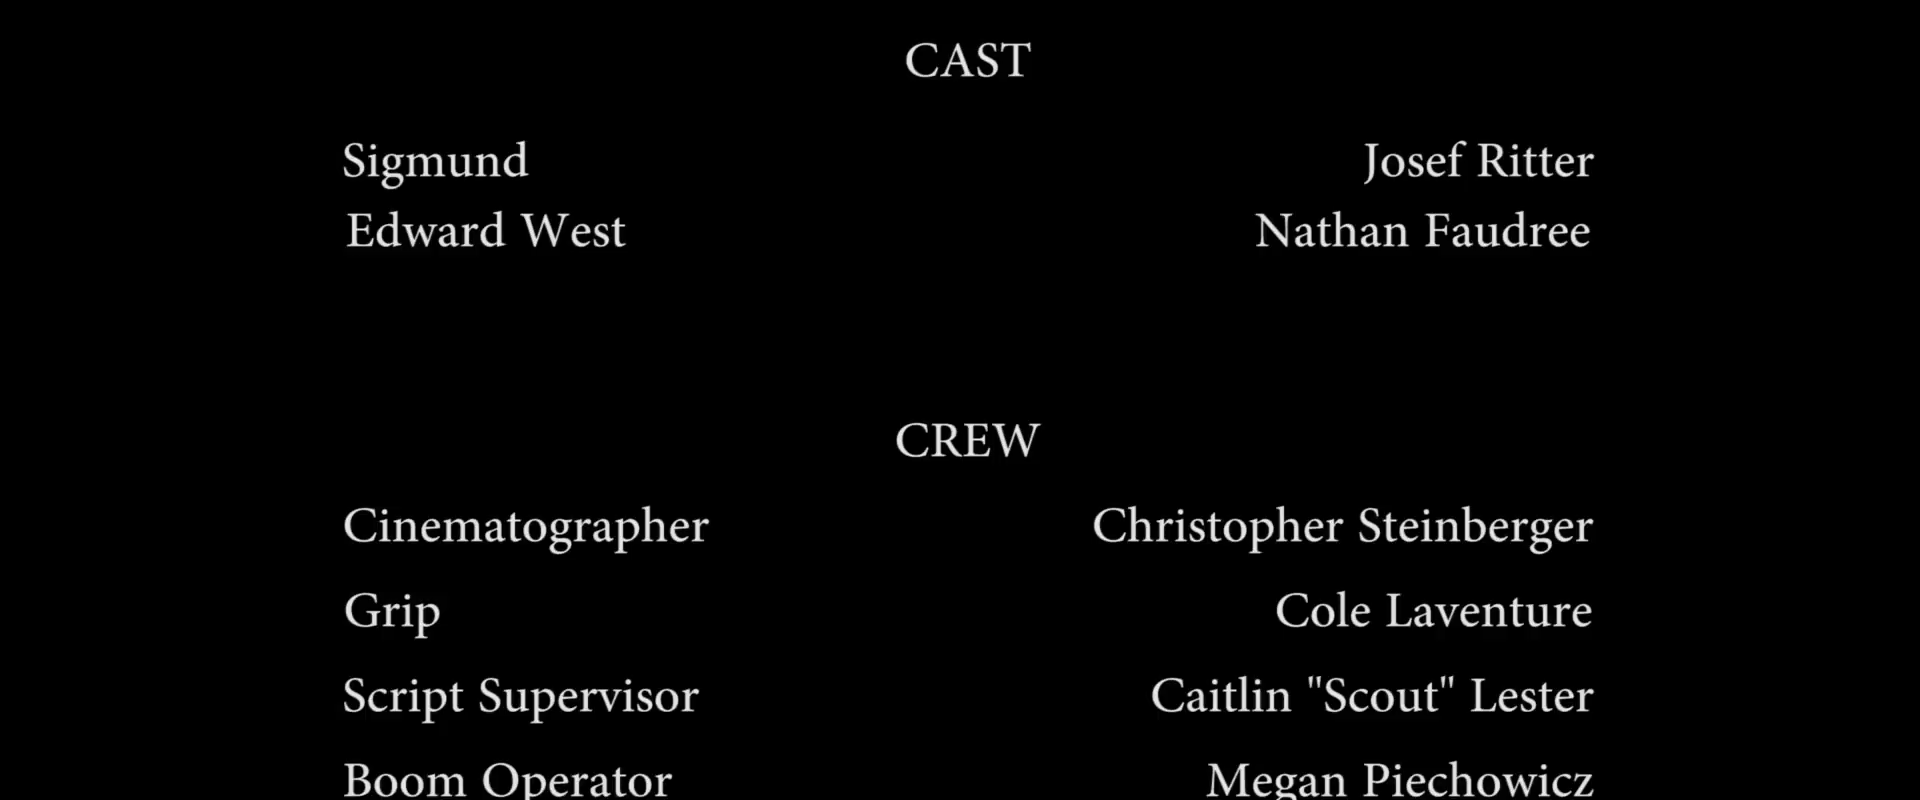 CAST
Sigmund Josef Ritter
Edward West Nathan Faudree
CREW
Cinematographer Christopher Steinberger
Grip Cole Laventure
Script Supervisor Caitlin "Scout" Lester
Boom Operator Megan Piechowicz